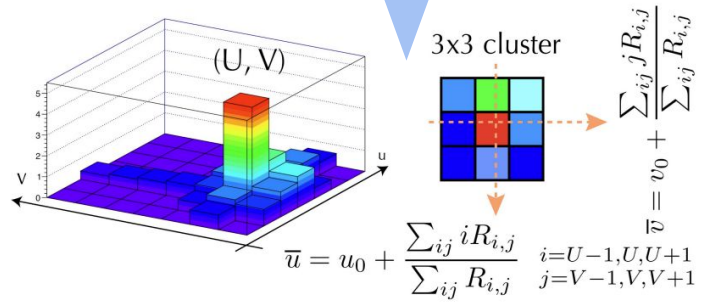 (U, V)
3x3 cluster
5
4
3
2
1
0
V
u
\overline{u} = u_0 + \frac{\sum_{ij} iR_{i,j}}{\sum_{ij} R_{i,j}}
\overline{v} = v_0 + \frac{\sum_{ij} jR_{i,j}}{\sum_{ij} R_{i,j}}
i=U−1,U,U+1
j=V−1,V,V+1